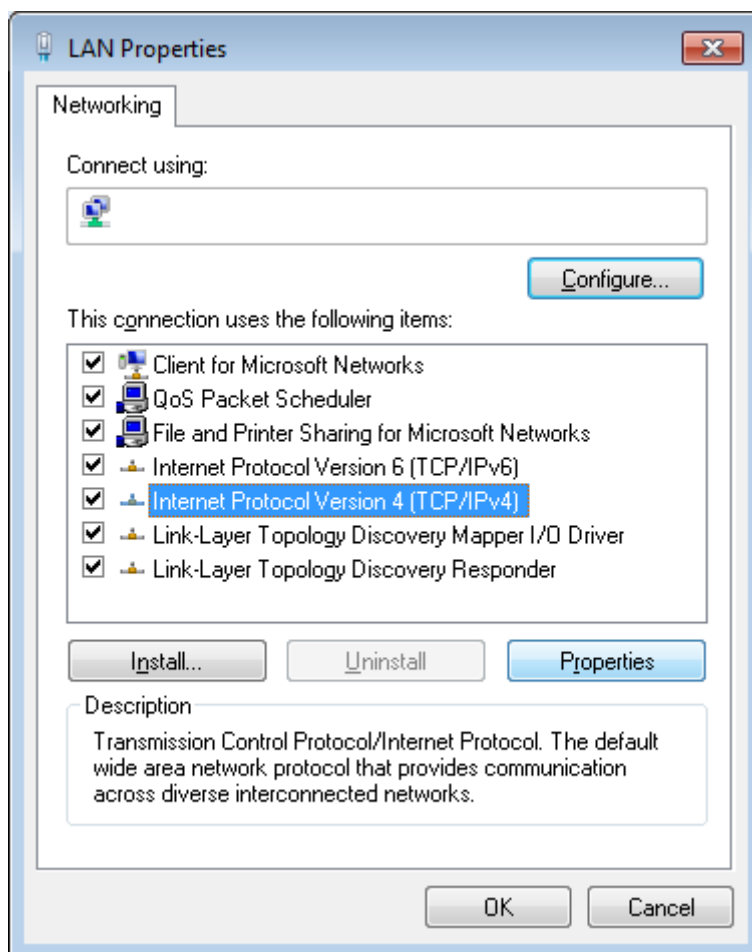 LAN Properties
Networking
Connect using:
Configure...
This connection uses the following items:
Client for Microsoft Networks
QoS Packet Scheduler
File and Printer Sharing for Microsoft Networks
Internet Protocol Version 6 (TCP/IPv6)
Internet Protocol Version 4 (TCP/IPv4)
Link-Layer Topology Discovery Mapper I/O Driver
Link-Layer Topology Discovery Responder
Install... Uninstall Properties
Description
Transmission Control Protocol/Internet Protocol. The default
wide area network protocol that provides communication
across diverse interconnected networks.
OK Cancel